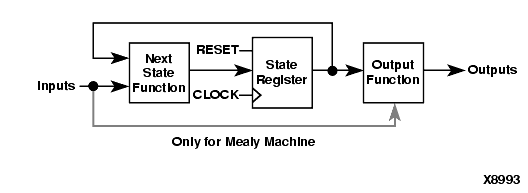 RESET
Next
State
Function
State
Register
Output
Function
Inputs
Outputs
CLOCK
Only for Mealy Machine
X8993